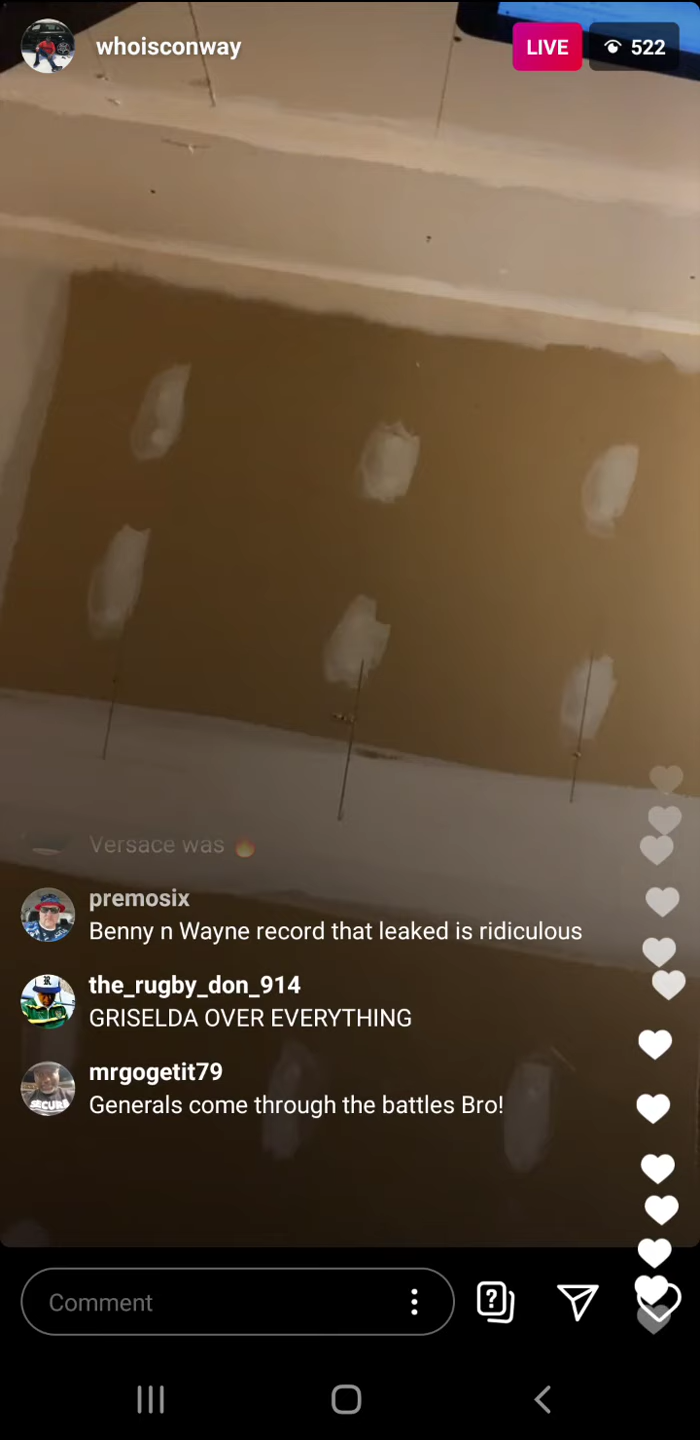 whoisconway
LIVE
522
Versace was 🔥
premosix
Benny n Wayne record that leaked is ridiculous
the_rugby_don_914
GRISELDA OVER EVERYTHING
mrgogetit79
SECURE
Generals come through the battles Bro!
Comment